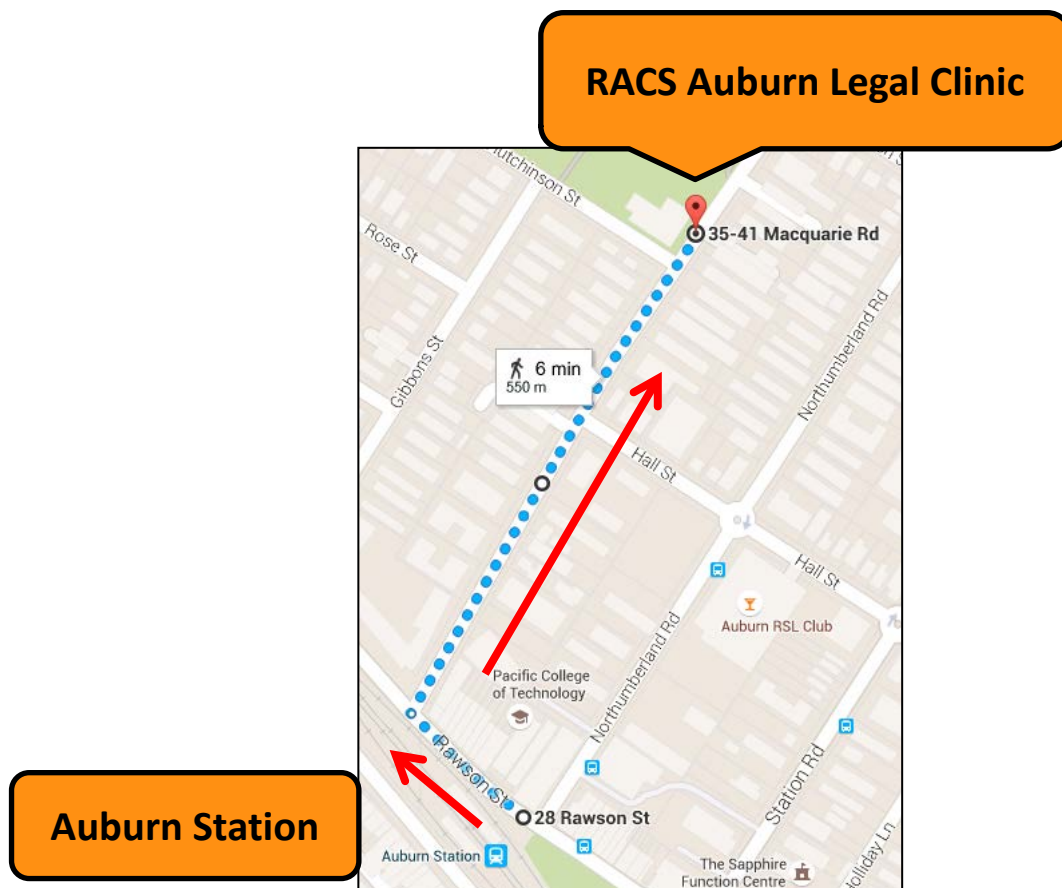 RACS Auburn Legal Clinic
Hutchinson St
35-41 Macquarie Rd
Rose St
Northumberland Rd
6 min
550 m
Gibbons St
Hall St
Hall St
Auburn RSL Club
Pacific College
of Technology
Northumberland Rd
Rawson St
Station Rd
28 Rawson St
Auburn Station
Auburn Station
The Sapphire
Function Centre
Holliday Ln